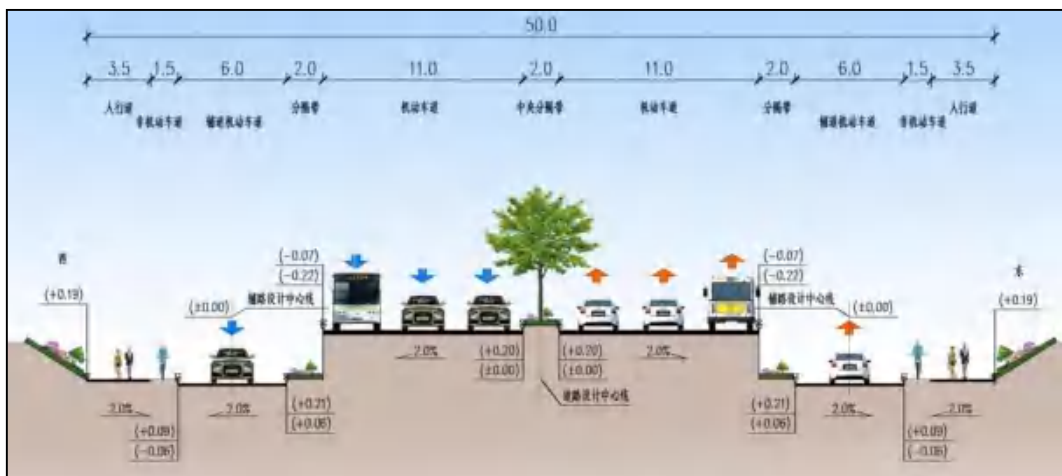 50.0
3.5 1.5 6.0 2.0 11.0 2.0 11.0 2.0 6.0 1.5 3.5
人行道 非机动车道 辅道机动车道 分隔带 机动车道 中央分隔带 机动车道 分隔带 辅道机动车道 非机动车道 人行道
西
东
(-0.07) (-0.07)
(-0.22) (-0.22)
(+0.19) (±0.00) 辅路设计中心线 辅路设计中心线 (±0.00) (+0.19)
2.0% (+0.20) (+0.20) 2.0%
(±0.00) (±0.00)
道路设计中心线
2.0% 2.0% (+0.21) (+0.21) 2.0% 2.0%
(+0.06) (+0.06)
(+0.09) (+0.09)
(-0.06) (-0.06)